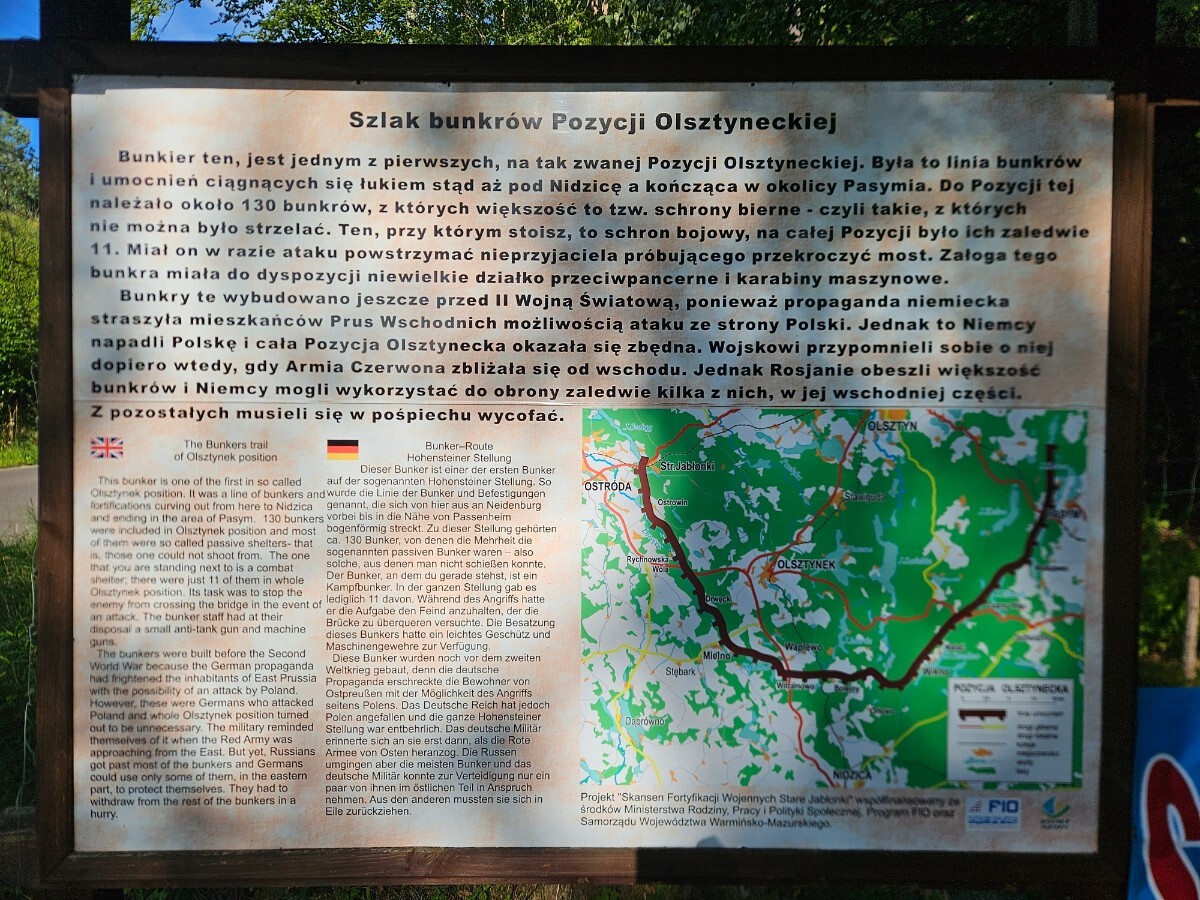 Szlak bunkrów Pozycji Olsztyneckiej
Bunkier ten, jest jednym z pierwszych, na tak zwanej Pozycji Olsztyneckiej. Była to linia bunkrów
i umocnień ciągnących się łukiem stąd aż pod Nidzicę a kończąca w okolicy Pasymia. Do Pozycji tej
należało około 130 bunkrów, z których większość to tzw. schrony bierne - czyli takie, z których
nie można było strzelać. Ten, przy którym stoisz, to schron bojowy, na całej Pozycji było ich zaledwie
11. Miał on w razie ataku powstrzymać nieprzyjaciela próbującego przekroczyć most. Załoga tego
bunkra miała do dyspozycji niewielkie działko przeciwpancerne i karabiny maszynowe.
Bunkry te wybudowano jeszcze przed II Wojną Światową, ponieważ propaganda niemiecka
straszyła mieszkańców Prus Wschodnich możliwością ataku ze strony Polski. Jednak to Niemcy
napadli Polskę i cała Pozycja Olsztynecka okazała się zbędna. Wojskowi przypomnieli sobie o niej
dopiero wtedy, gdy Armia Czerwona zbliżała się od wschodu. Jednak Rosjanie obeszli większość
bunkrów i Niemcy mogli wykorzystać do obrony zaledwie kilka z nich, w jej wschodniej części.
Z pozostałych musieli się w pośpiechu wycofać.
The Bunkers trail
of Olsztynek position
This bunker is one of the first in so called
Olsztynek position. It was a line of bunkers and
fortifications curving out from here to Nidzica
and ending in the area of Pasym. 130 bunkers
were included in Olsztynek position and most
of them were so called passive shelters- that
is, those one could not shoot from. The one
that you are standing next to is a combat
shelter; there were just 11 of them in whole
Olsztynek position. Its task was to stop the
enemy from crossing the bridge in the event of
an attack. The bunker staff had at their
disposal a small anti-tank gun and machine
guns.
The bunkers were built before the Second
World War because the German propaganda
had frightened the inhabitants of East Prussia
with the possibility of an attack by Poland.
However, these were Germans who attacked
Poland and whole Olsztynek position turned
out to be unnecessary. The military reminded
themselves of it when the Red Army was
approaching from the East. But yet, Russians
got past most of the bunkers and Germans
could use only some of them, in the eastern
part, to protect themselves. They had to
withdraw from the rest of the bunkers in a
hurry.
Bunker–Route
Hohensteiner Stellung
Dieser Bunker ist einer der ersten Bunker
auf der sogenannten Hohensteiner Stellung. So
wurde die Linie der Bunker und Befestigungen
genannt, die sich von hier aus an Neidenburg
vorbei bis in die Nähe von Passenheim
bogenförmig streckt. Zu dieser Stellung gehörten
ca. 130 Bunker, von denen die Mehrheit die
sogenannten passiven Bunker waren – also
solche, aus denen man nicht schießen konnte.
Der Bunker, an dem du gerade stehst, ist ein
Kampfbunker. In der ganzen Stellung gab es
lediglich 11 davon. Während des Angriffs hatte
er die Aufgabe den Feind anzuhalten, der die
Brücke zu überqueren versuchte. Die Besatzung
dieses Bunkers hatte ein leichtes Geschütz und
Maschinengewehre zur Verfügung.
Diese Bunker wurden noch vor dem zweiten
Weltkrieg gebaut, denn die deutsche
Propaganda erschreckte die Bewohner von
Ostpreußen mit der Möglichkeit des Angriffs
seitens Polens. Das Deutsche Reich hat jedoch
Polen angefallen und die ganze Hohensteiner
Stellung war entbehrlich. Das deutsche Militär
erinnerte sich an sie erst dann, als die Rote
Armee von Osten heranzog. Die Russen
umgingen aber die meisten Bunker und das
deutsche Militär konnte zur Verteidigung nur ein
paar von ihnen im östlichen Teil in Anspruch
nehmen. Aus den anderen mussten sie sich in
Eile zurückziehen.
OLSZTYN
Str.Jabłonki
OSTRÓDA
Ostrowin
Stawiguda
Rychnowska
Wola
OLSZTYNEK
Drwęck
Mielno
Waplewo
Stębark
Witramowo
Wikno
Dąbrówno
NIDZICA
POZYCJA OLSZTYNECKA
Projekt "Skansen Fortyfikacji Wojennych Stare Jabłonki" współfinansowany ze
środków Ministerstwa Rodziny, Pracy i Polityki Społecznej, Program FIO oraz
Samorządu Województwa Warmińsko-Mazurskiego.
FIO